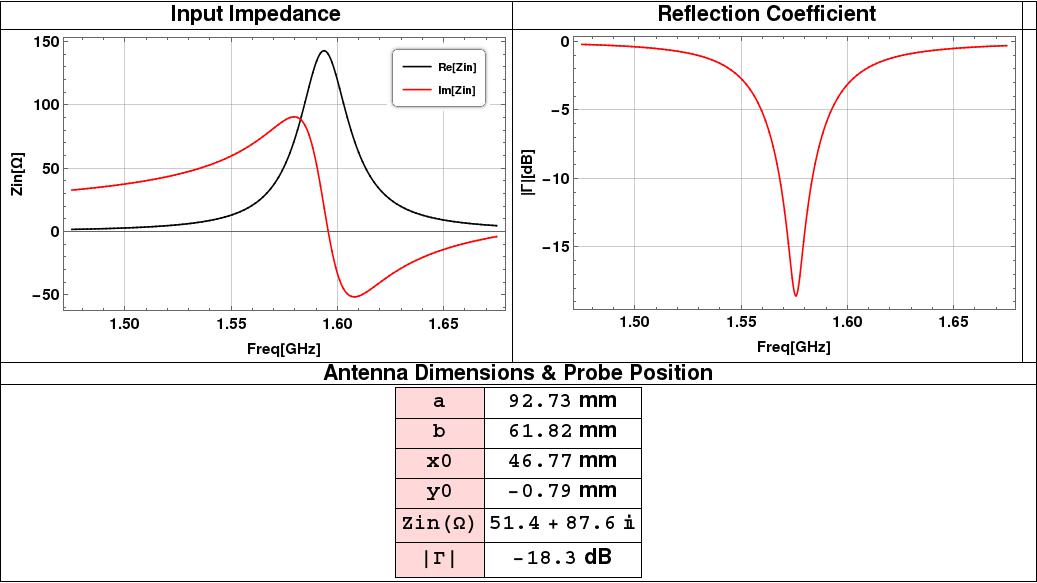 Input Impedance
Reflection Coefficient
150
100
50
0
−50
Zin[Ω]
Re[Zin]
Im[Zin]
1.50 1.55 1.60 1.65
Freq[GHz]
0
−5
−10
−15
|Γ|[dB]
1.50 1.55 1.60 1.65
Freq[GHz]
Antenna Dimensions & Probe Position
a 92.73 mm
b 61.82 mm
x0 46.77 mm
y0 -0.79 mm
Zin(Ω) 51.4 + 87.6 i
|Γ| -18.3 dB